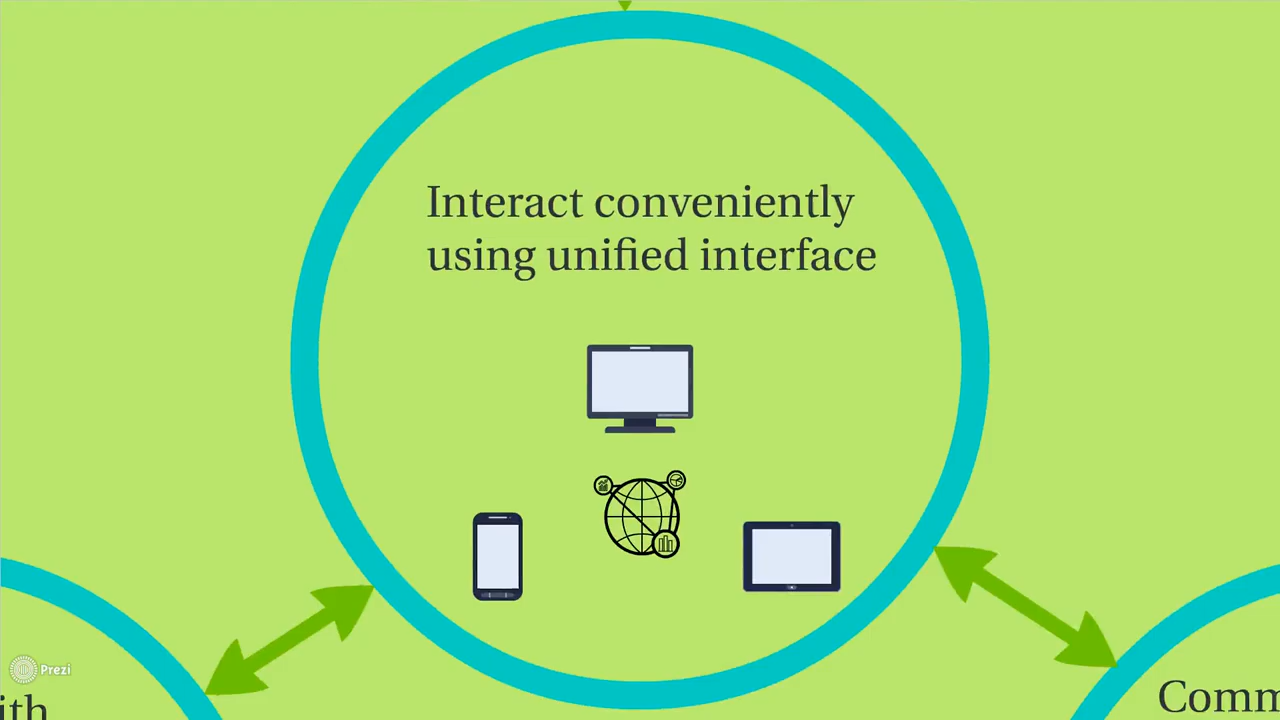 Interact conveniently
using unified interface
Prezi
ith
Comm